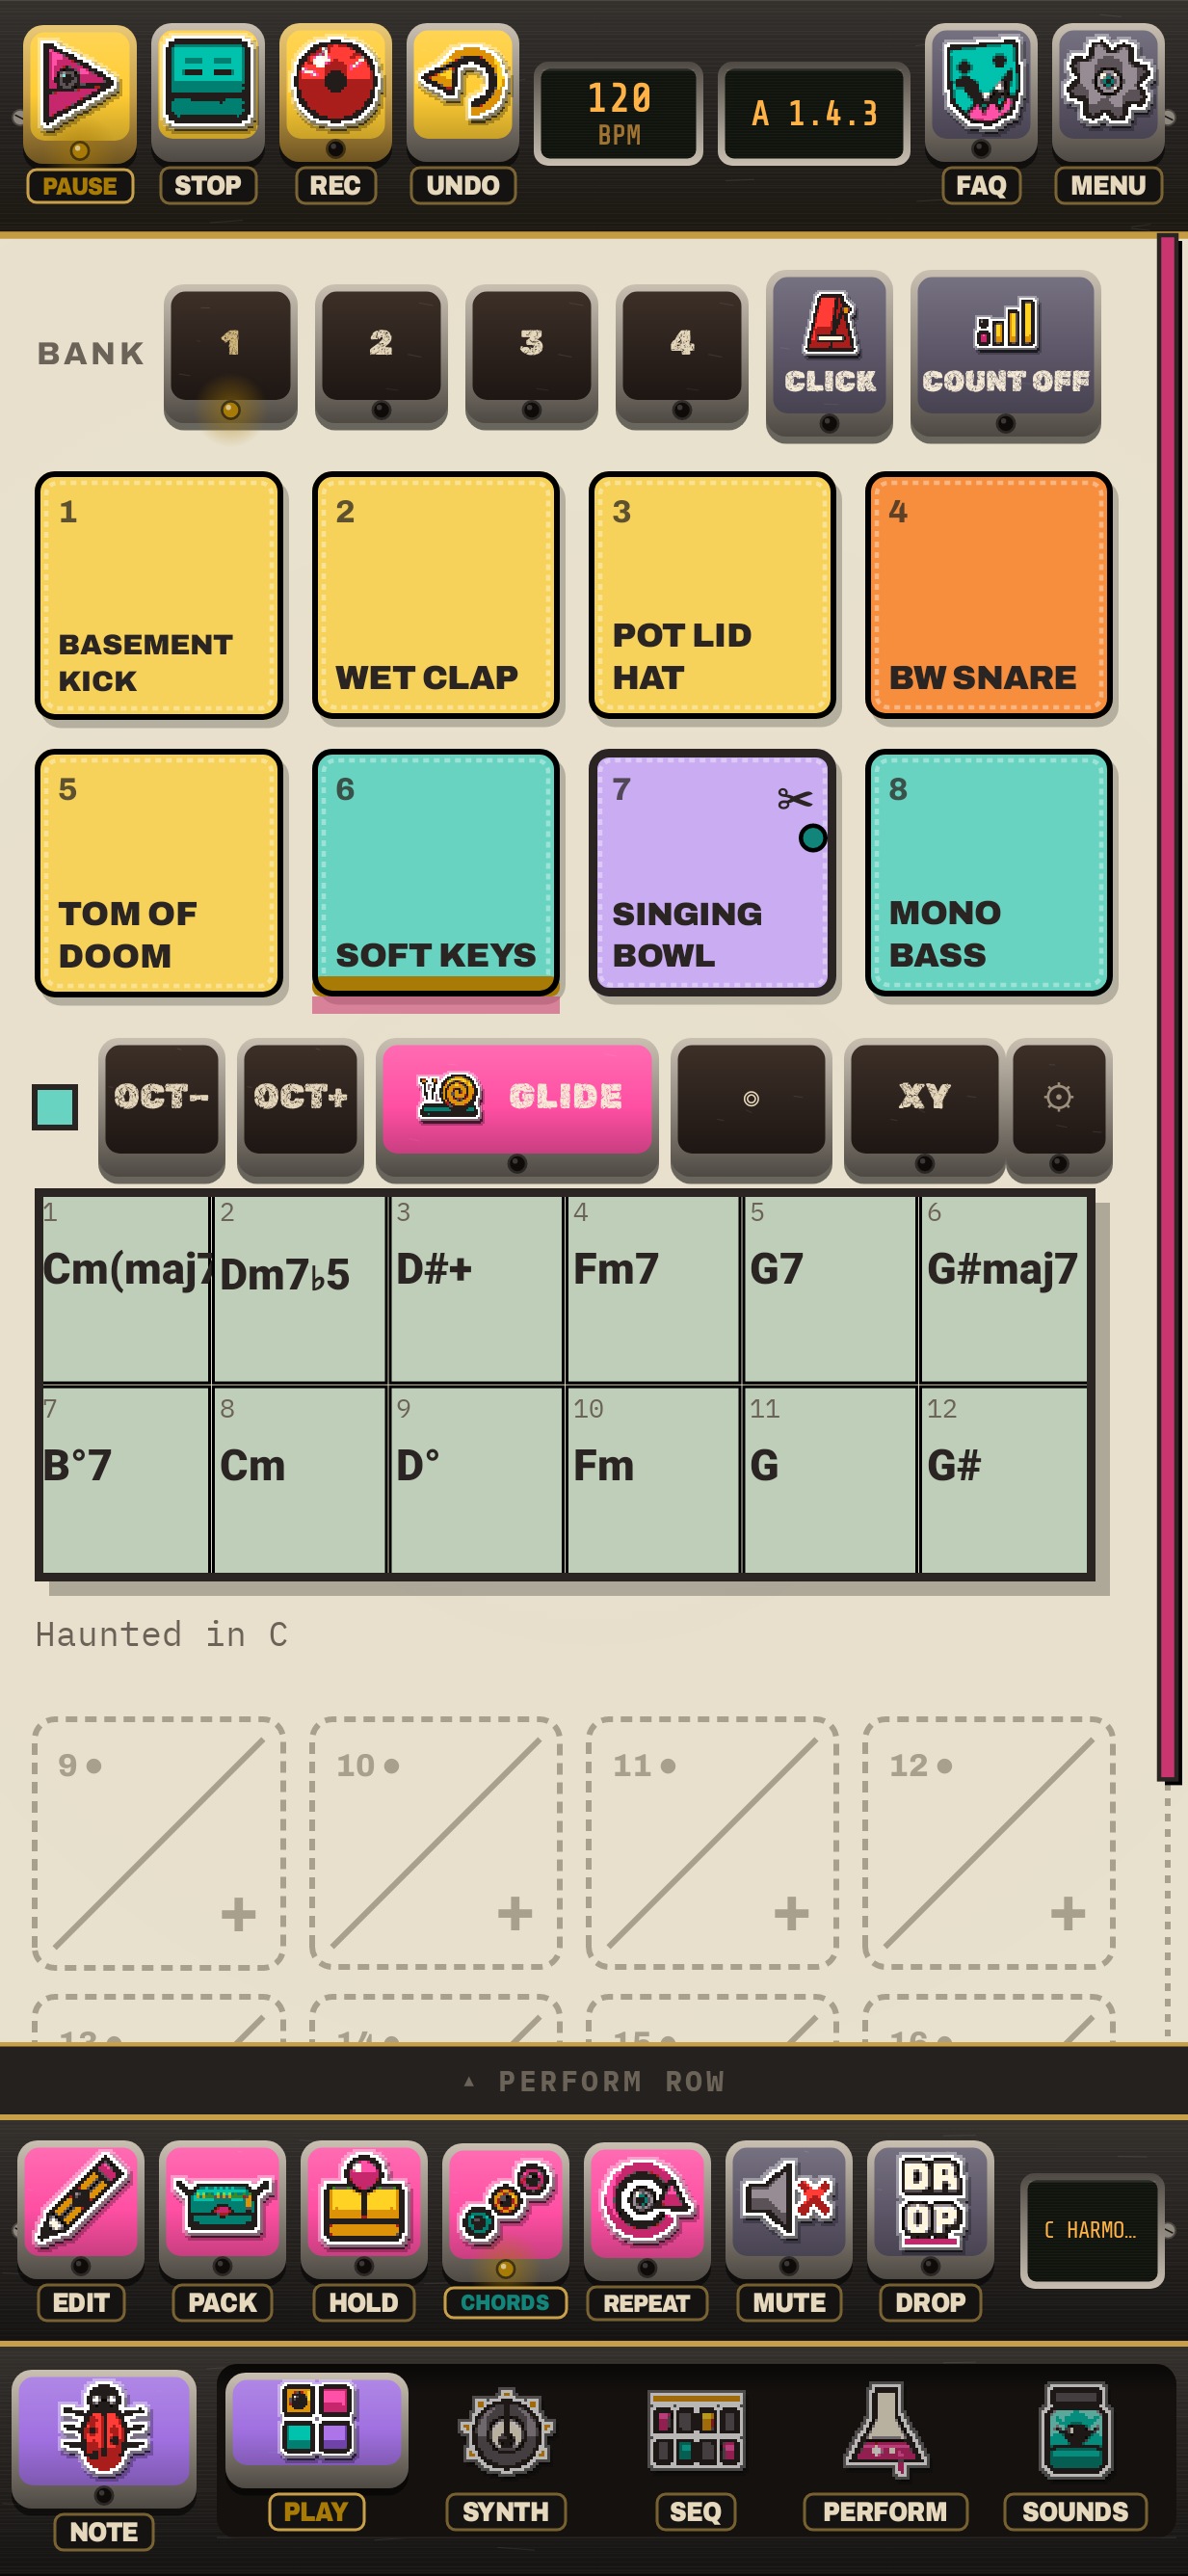 120
BPM
A 1.4.3
PAUSE STOP REC UNDO FAQ MENU
BANK 1 2 3 4 CLICK COUNT OFF
1 2 3 4
BASEMENT
KICK
WET CLAP
POT LID
HAT
BW SNARE
5 6 7 8
TOM OF
DOOM
SOFT KEYS
SINGING
BOWL
MONO
BASS
OCT- OCT+ GLIDE XY
1 2 3 4 5 6
Cm(maj7 Dm7♭5 D#+ Fm7 G7 G#maj7
7 8 9 10 11 12
B°7 Cm D° Fm G G#
Haunted in C
9 10 11 12
+ + + +
13 14 15 16
▲ PERFORM ROW
DR
OP
C HARMO…
EDIT PACK HOLD CHORDS REPEAT MUTE DROP
NOTE PLAY SYNTH SEQ PERFORM SOUNDS